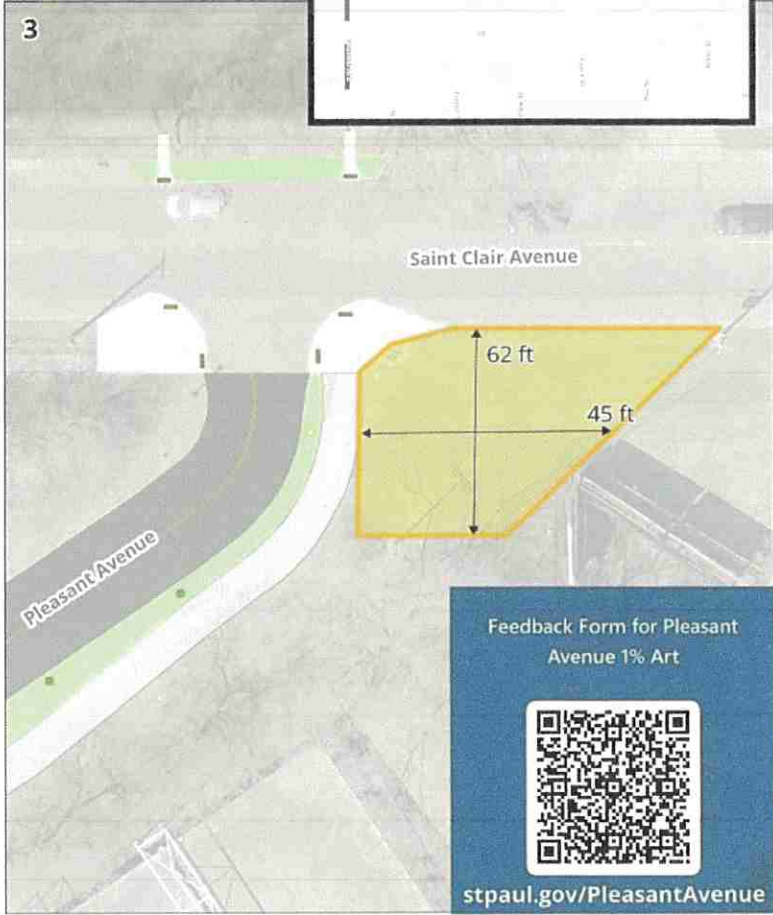 3
Saint Clair Avenue
62 ft
45 ft
Pleasant Avenue
Feedback Form for Pleasant
Avenue 1% Art
stpaul.gov/PleasantAvenue